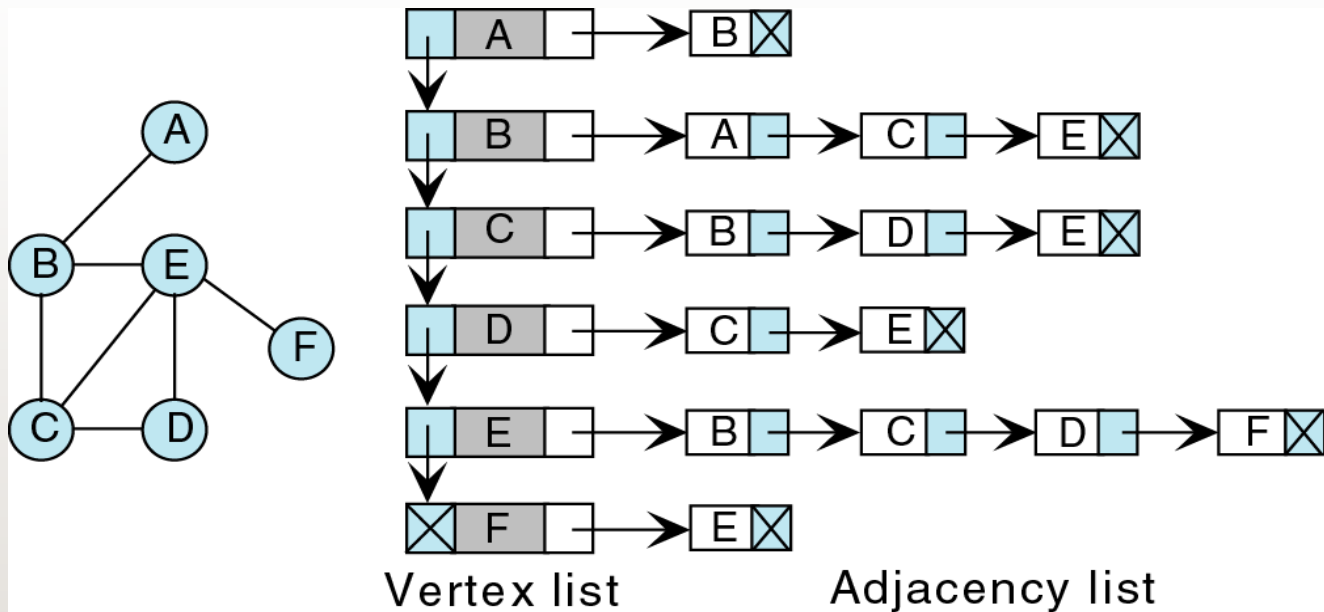 A
B
E
F
C
D
A B
B A C E
C B D E
D C E
E B C D F
F E
Vertex list
Adjacency list